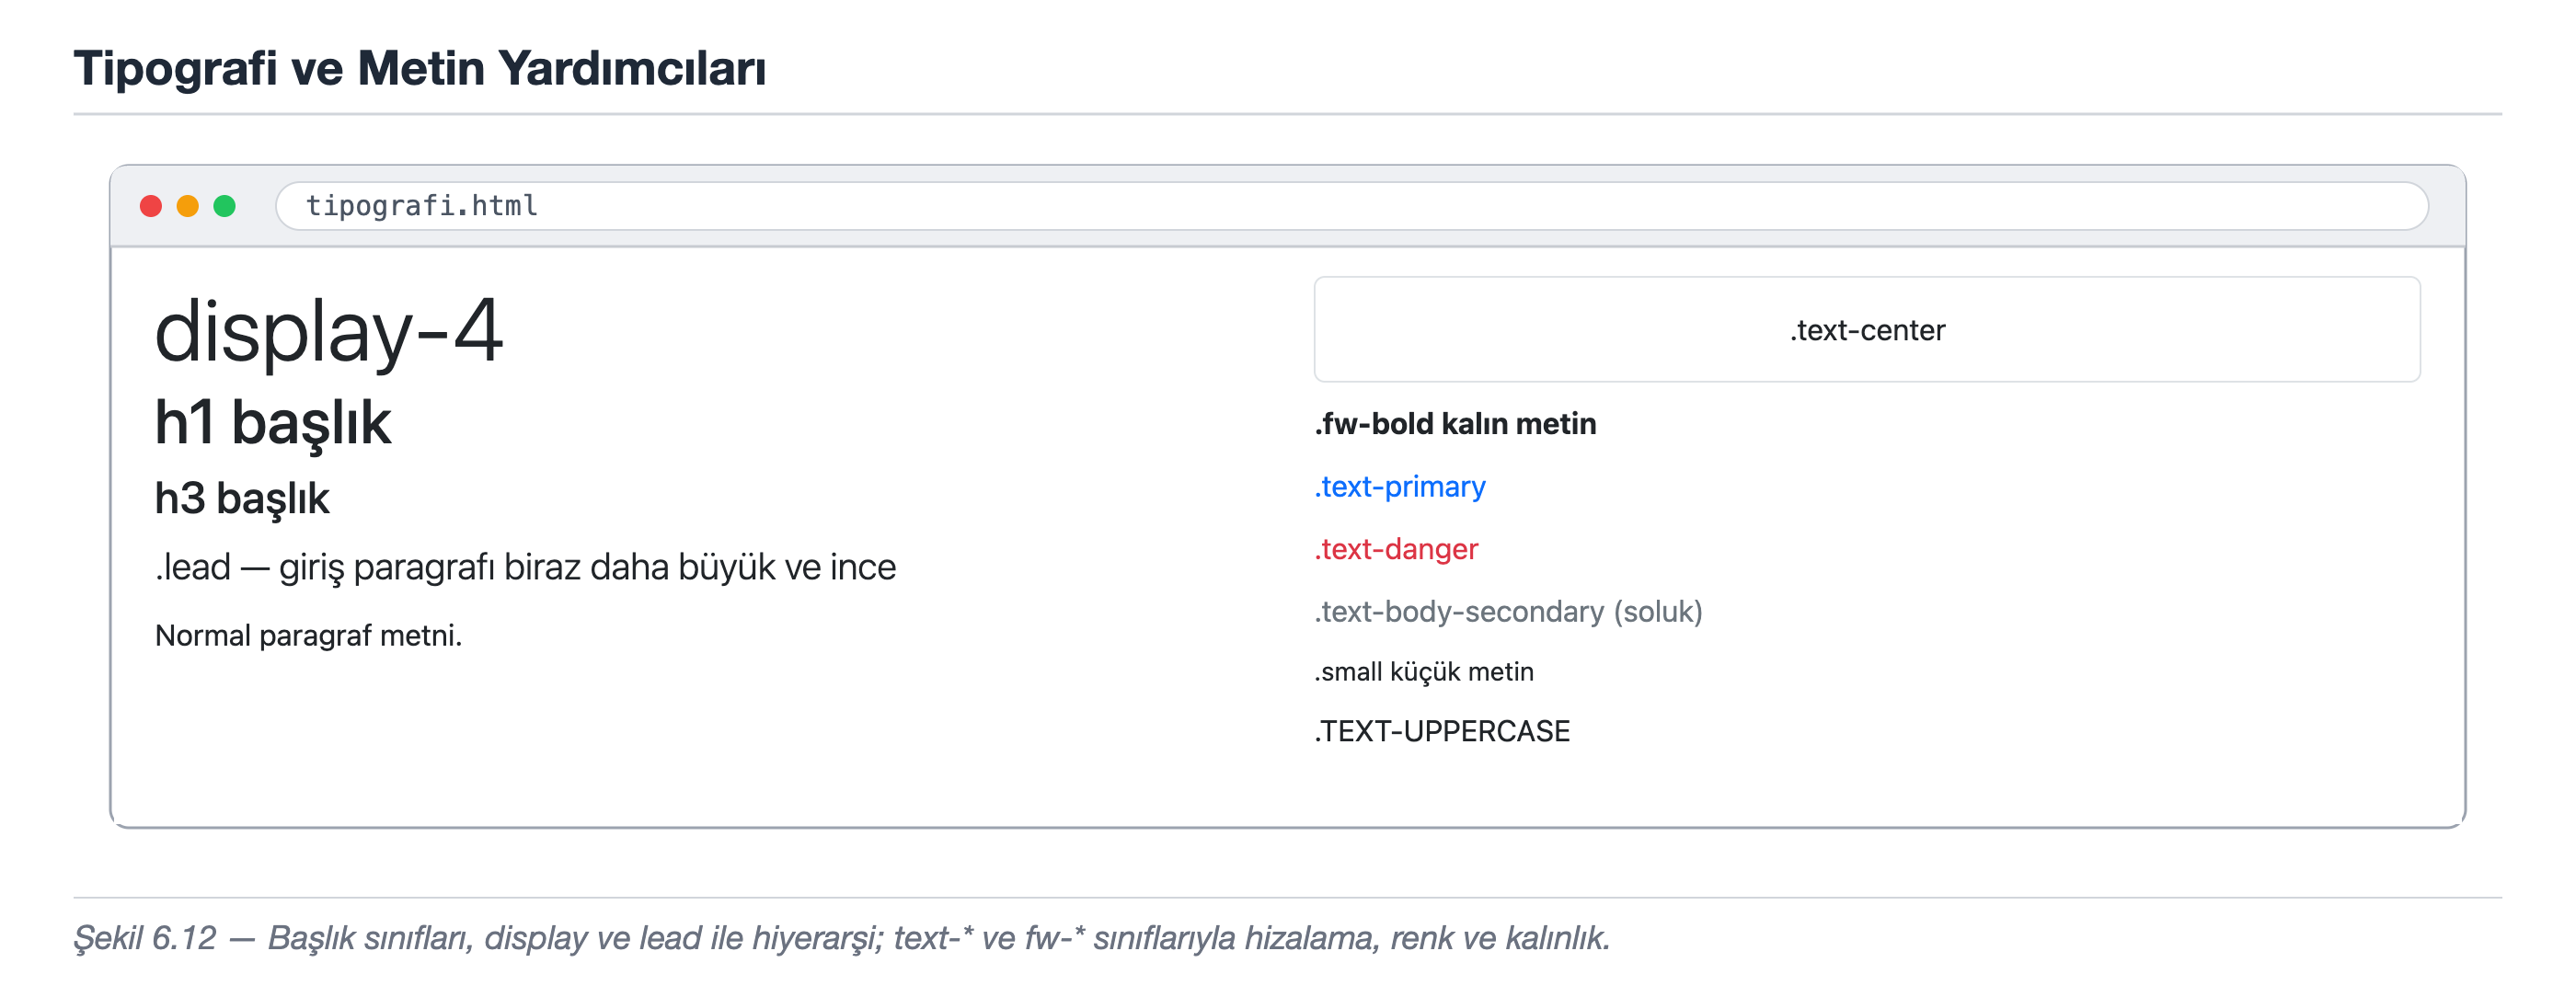 Tipografi ve Metin Yardımcıları
tipografi.html
display-4
h1 başlık
h3 başlık
.lead — giriş paragrafı biraz daha büyük ve ince
Normal paragraf metni.
.text-center
.fw-bold kalın metin
.text-primary
.text-danger
.text-body-secondary (soluk)
.small küçük metin
.TEXT-UPPERCASE
Şekil 6.12 — Başlık sınıfları, display ve lead ile hiyerarşi; text-* ve fw-* sınıflarıyla hizalama, renk ve kalınlık.